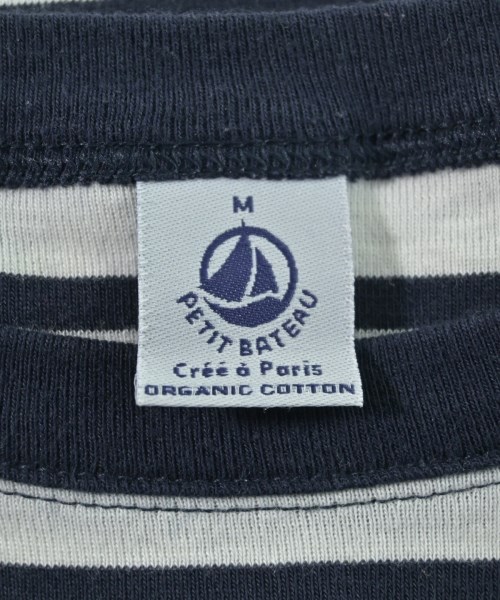 M
PETIT BATEAU
Créé à Paris
ORGANIC COTTON